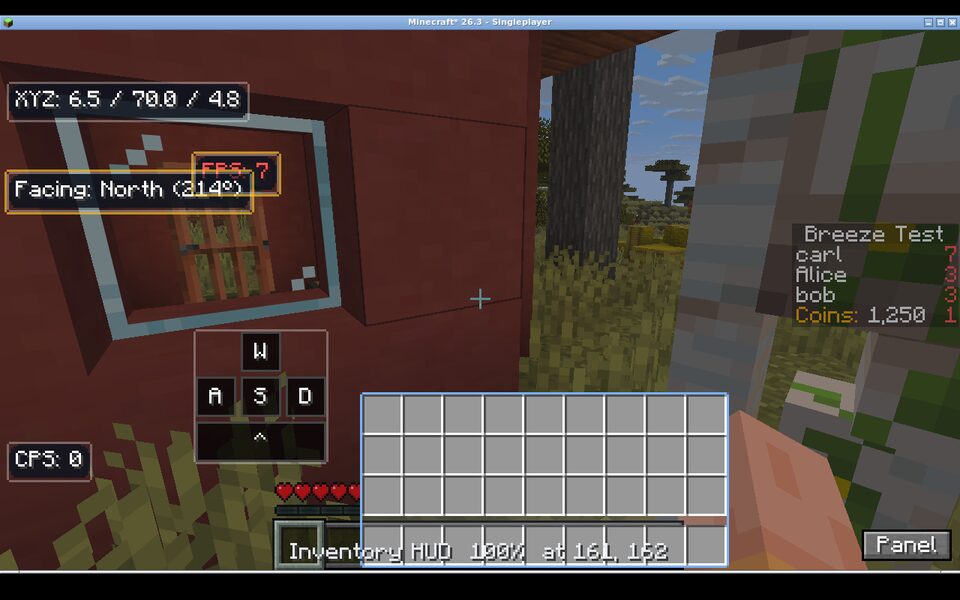 Minecraft* 26.3 - Singleplayer
XYZ: 6.5 / 70.0 / 4.8
FPS: 7
Facing: North (214°)
Breeze Test
carl 7
Alice 3
bob 3
Coins: 1,250 1
W
A S D
^
CPS: 0
Inventory HUD 100% at 161, 162
Panel